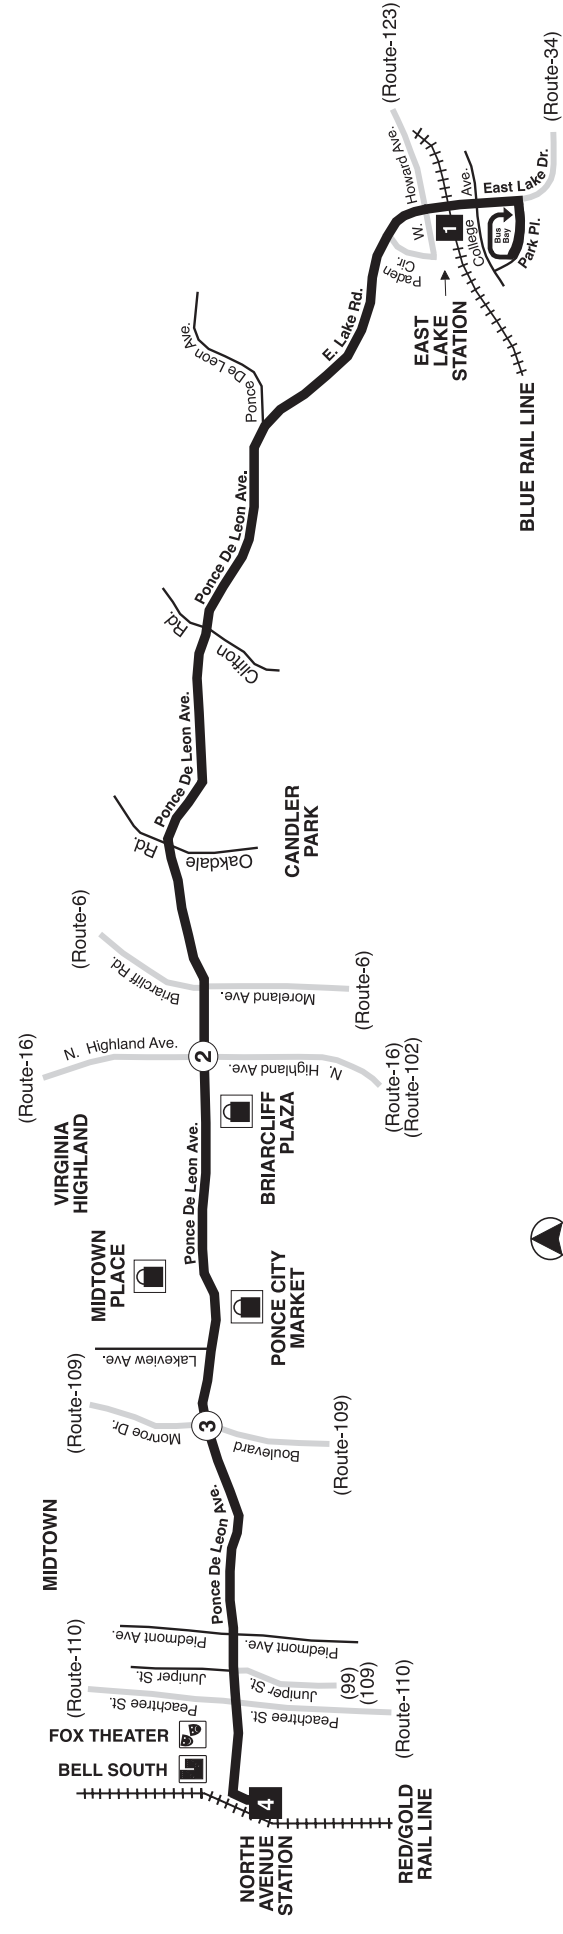 (Route-123)
(Route-34)
Howard Ave.
W.
Ave.
College
East Lake Dr.
1
Bus
Bay
Park Pl.
Paden
Cir.
EAST
LAKE
STATION
BLUE RAIL LINE
E. Lake Rd.
Ponce De Leon Ave.
Ponce De Leon Ave.
Clifton
Rd.
Ponce De Leon Ave.
Oakdale
Rd.
CANDLER
PARK
(Route-6)
Briarcliff Rd.
Moreland Ave.
(Route-6)
(Route-16)
N. Highland Ave.
2
N. Highland Ave.
(Route-16)
(Route-102)
VIRGINIA
HIGHLAND
BRIARCLIFF
PLAZA
Ponce De Leon Ave.
MIDTOWN
PLACE
PONCE CITY
MARKET
Lakeview Ave.
(Route-109)
Monroe Dr.
3
Boulevard
(Route-109)
MIDTOWN
Ponce De Leon Ave.
Piedmont Ave.
Piedmont Ave.
Juniper St.
Juniper St.
(99)
(109)
(Route-110)
Peachtree St.
Peachtree St.
(Route-110)
FOX THEATER
BELL SOUTH
4
NORTH
AVENUE
STATION
RED/GOLD
RAIL LINE